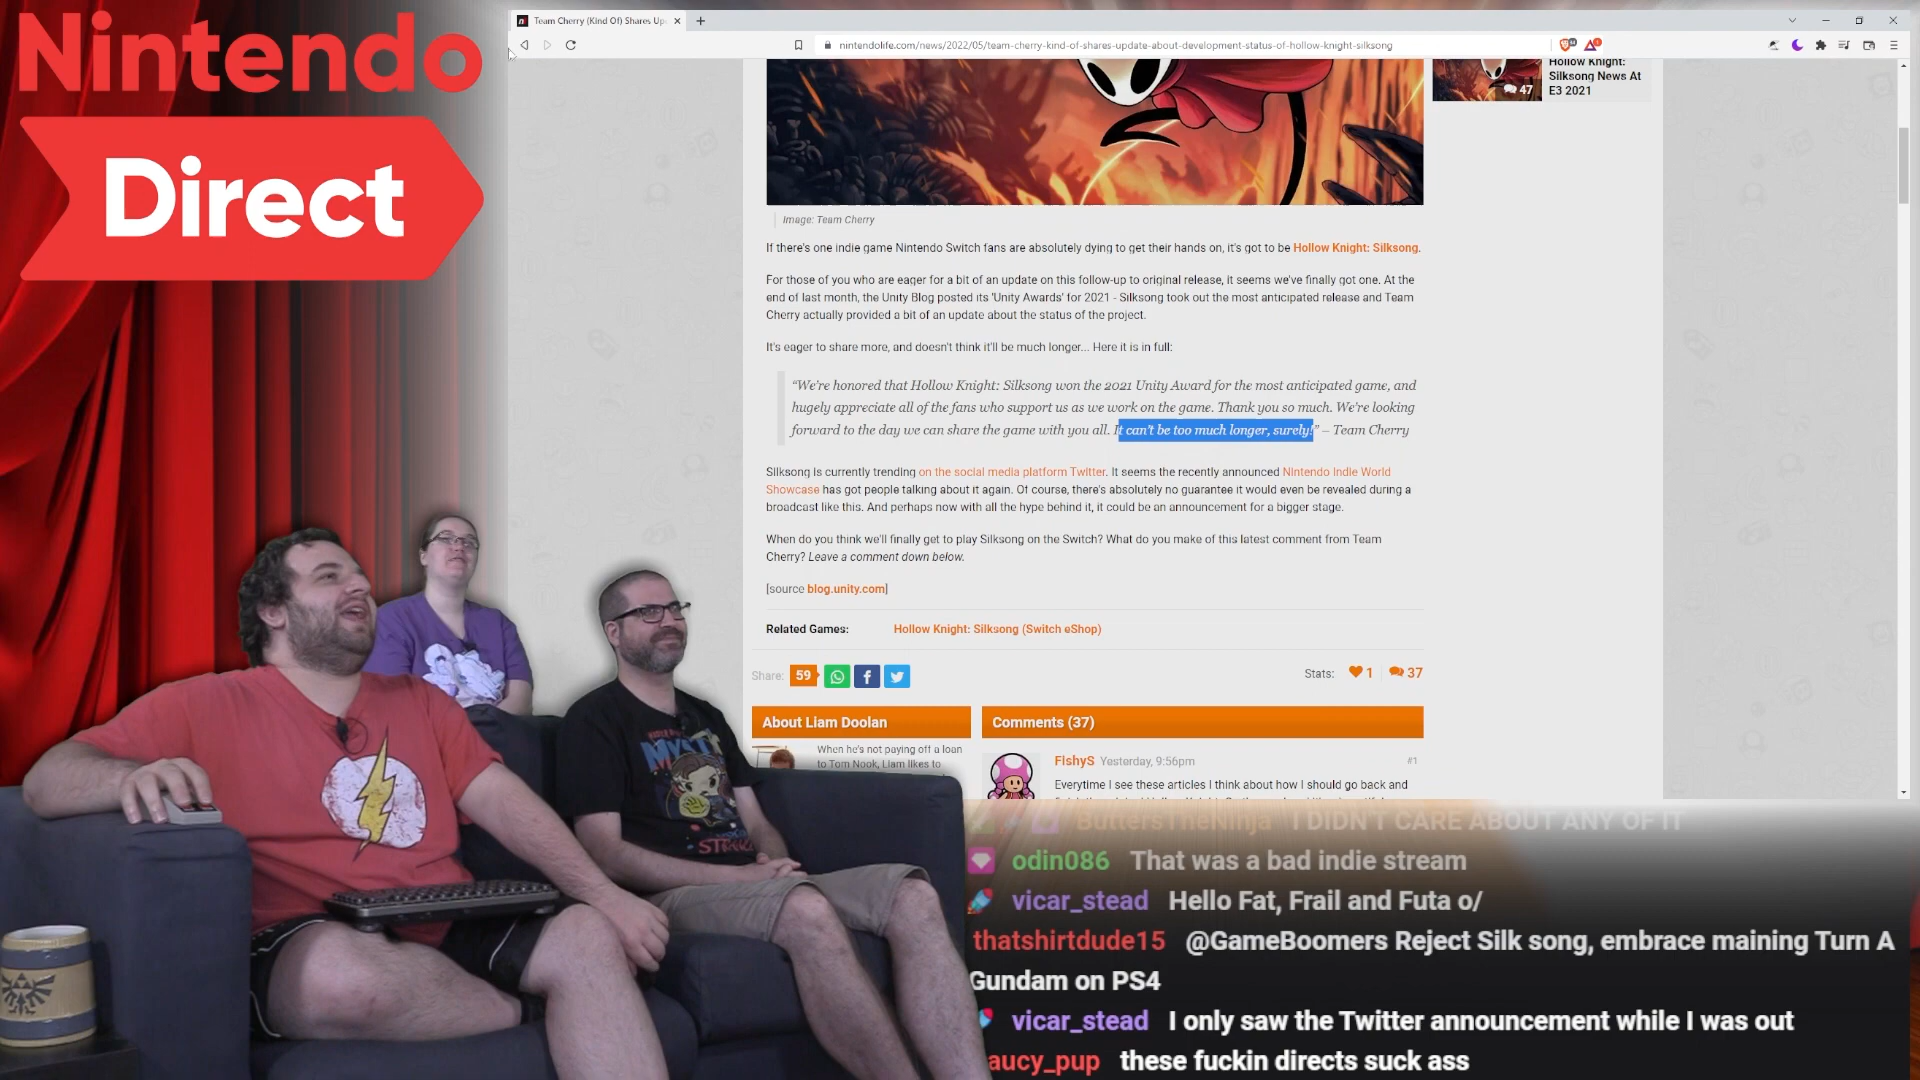 Nintendo
Direct
Team Cherry (Kind Of) Shares Up
nintendolife.com/news/2022/05/team-cherry-kind-of-shares-update-about-development-status-of-hollow-knight-silksong
Hollow Knight:
Silksong News At
E3 2021
47
Image: Team Cherry
If there's one indie game Nintendo Switch fans are absolutely dying to get their hands on, it's got to be Hollow Knight: Silksong.
For those of you who are eager for a bit of an update on this follow-up to original release, it seems we've finally got one. At the
end of last month, the Unity Blog posted its 'Unity Awards' for 2021 - Silksong took out the most anticipated release and Team
Cherry actually provided a bit of an update about the status of the project.
It's eager to share more, and doesn't think it'll be much longer... Here it is in full:
“We’re honored that Hollow Knight: Silksong won the 2021 Unity Award for the most anticipated game, and
hugely appreciate all of the fans who support us as we work on the game. Thank you so much. We’re looking
forward to the day we can share the game with you all. It can’t be too much longer, surely!” – Team Cherry
Silksong is currently trending on the social media platform Twitter. It seems the recently announced Nintendo Indie World
Showcase has got people talking about it again. Of course, there's absolutely no guarantee it would even be revealed during a
broadcast like this. And perhaps now with all the hype behind it, it could be an announcement for a bigger stage.
When do you think we'll finally get to play Silksong on the Switch? What do you make of this latest comment from Team
Cherry? Leave a comment down below.
[source blog.unity.com]
Related Games: Hollow Knight: Silksong (Switch eShop)
Share: 59
Stats: 1 37
About Liam Doolan
Comments (37)
When he's not paying off a loan
to Tom Nook, Liam likes to
FishyS Yesterday, 9:56pm #1
Everytime I see these articles I think about how I should go back and
MYST
ButtersTheNinja I DIDN'T CARE ABOUT ANY OF IT
odin086 That was a bad indie stream
vicar_stead Hello Fat, Frail and Futa o/
thatshirtdude15 @GameBoomers Reject Silk song, embrace maining Turn A
Gundam on PS4
vicar_stead I only saw the Twitter announcement while I was out
aucy_pup these fuckin directs suck ass